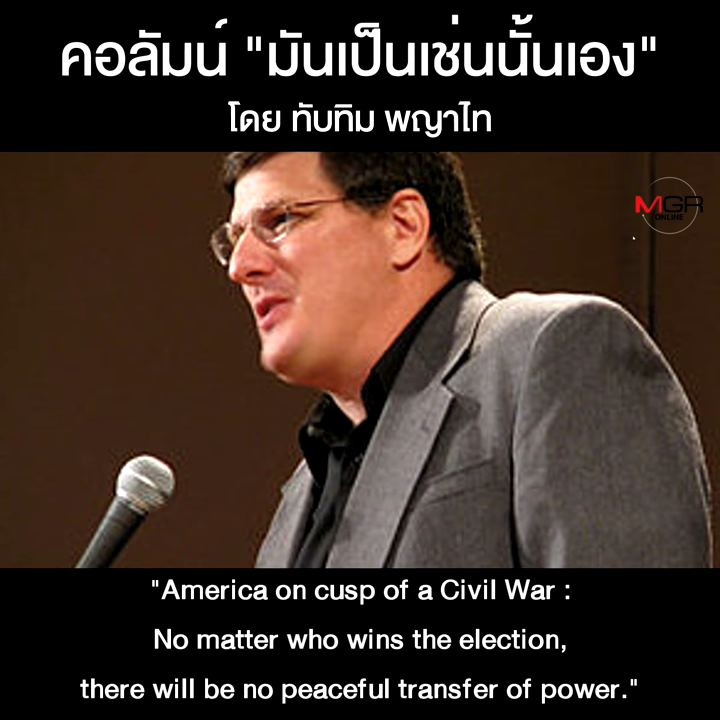 คอลัมน์ "มันเป็นเช่นนั้นเอง"
โดย ทับทิม พญาไท
MGR
ONLINE
"America on cusp of a Civil War :
No matter who wins the election,
there will be no peaceful transfer of power."